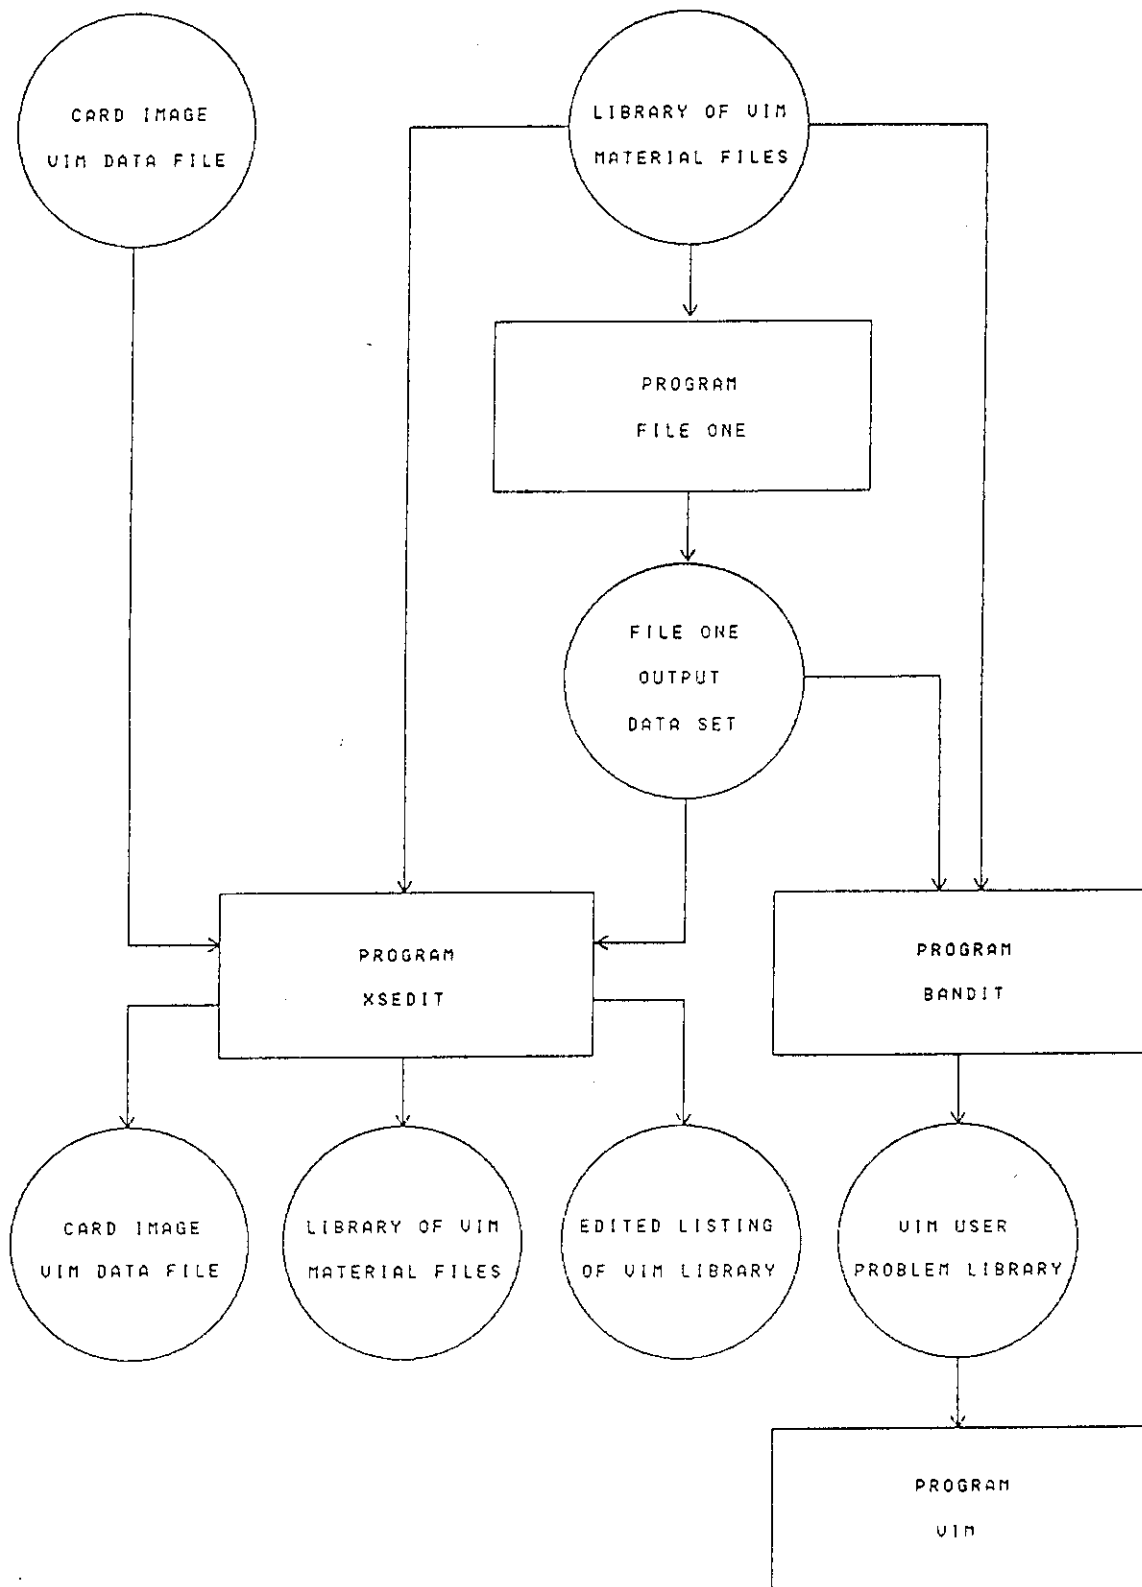 CARD IMAGE
VIM DATA FILE
LIBRARY OF VIM
MATERIAL FILES
PROGRAM
FILE ONE
FILE ONE
OUTPUT
DATA SET
PROGRAM
XSEDIT
PROGRAM
BANDIT
CARD IMAGE
VIM DATA FILE
LIBRARY OF VIM
MATERIAL FILES
EDITED LISTING
OF VIM LIBRARY
VIM USER
PROBLEM LIBRARY
PROGRAM
VIM